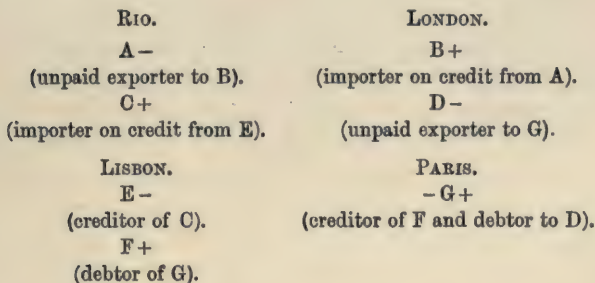 RIO.
A−
(unpaid exporter to B).
C+
(importer on credit from E).
LONDON.
B+
(importer on credit from A).
D−
(unpaid exporter to G).
LISBON.
E−
(creditor of C).
F+
(debtor of G).
PARIS.
−G+
(creditor of F and debtor to D).